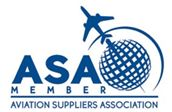 ASA
MEMBER
AVIATION SUPPLIERS ASSOCIATION